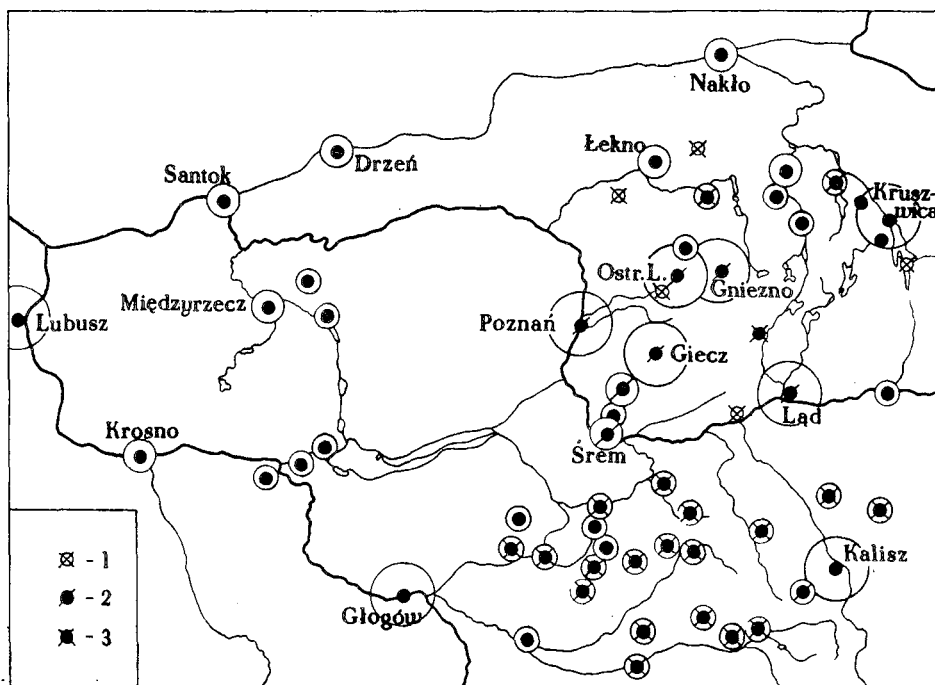 Nakło
Łekno
Drzeń
Santok
Krusz-
wica
Ostr. L.
Gniezno
Międzyrzecz
Lubusz
Poznań
Giecz
Ląd
Krosno
Śrem
Kalisz
Głogów
- 1
- 2
- 3